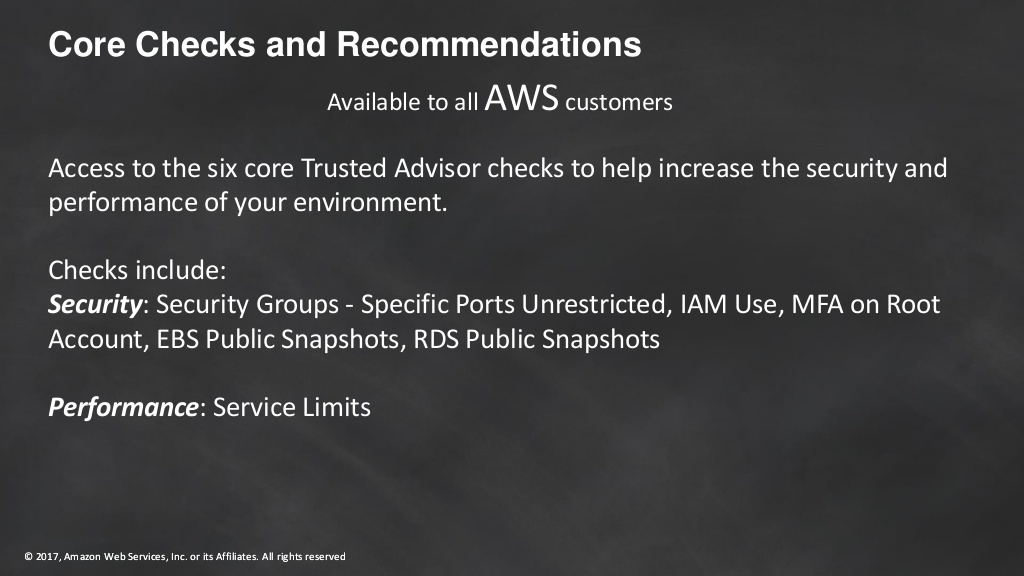 Core Checks and Recommendations
Available to all AWS customers
Access to the six core Trusted Advisor checks to help increase the security and
performance of your environment.
Checks include:
Security: Security Groups - Specific Ports Unrestricted, IAM Use, MFA on Root
Account, EBS Public Snapshots, RDS Public Snapshots
Performance: Service Limits
© 2017, Amazon Web Services, Inc. or its Affiliates. All rights reserved